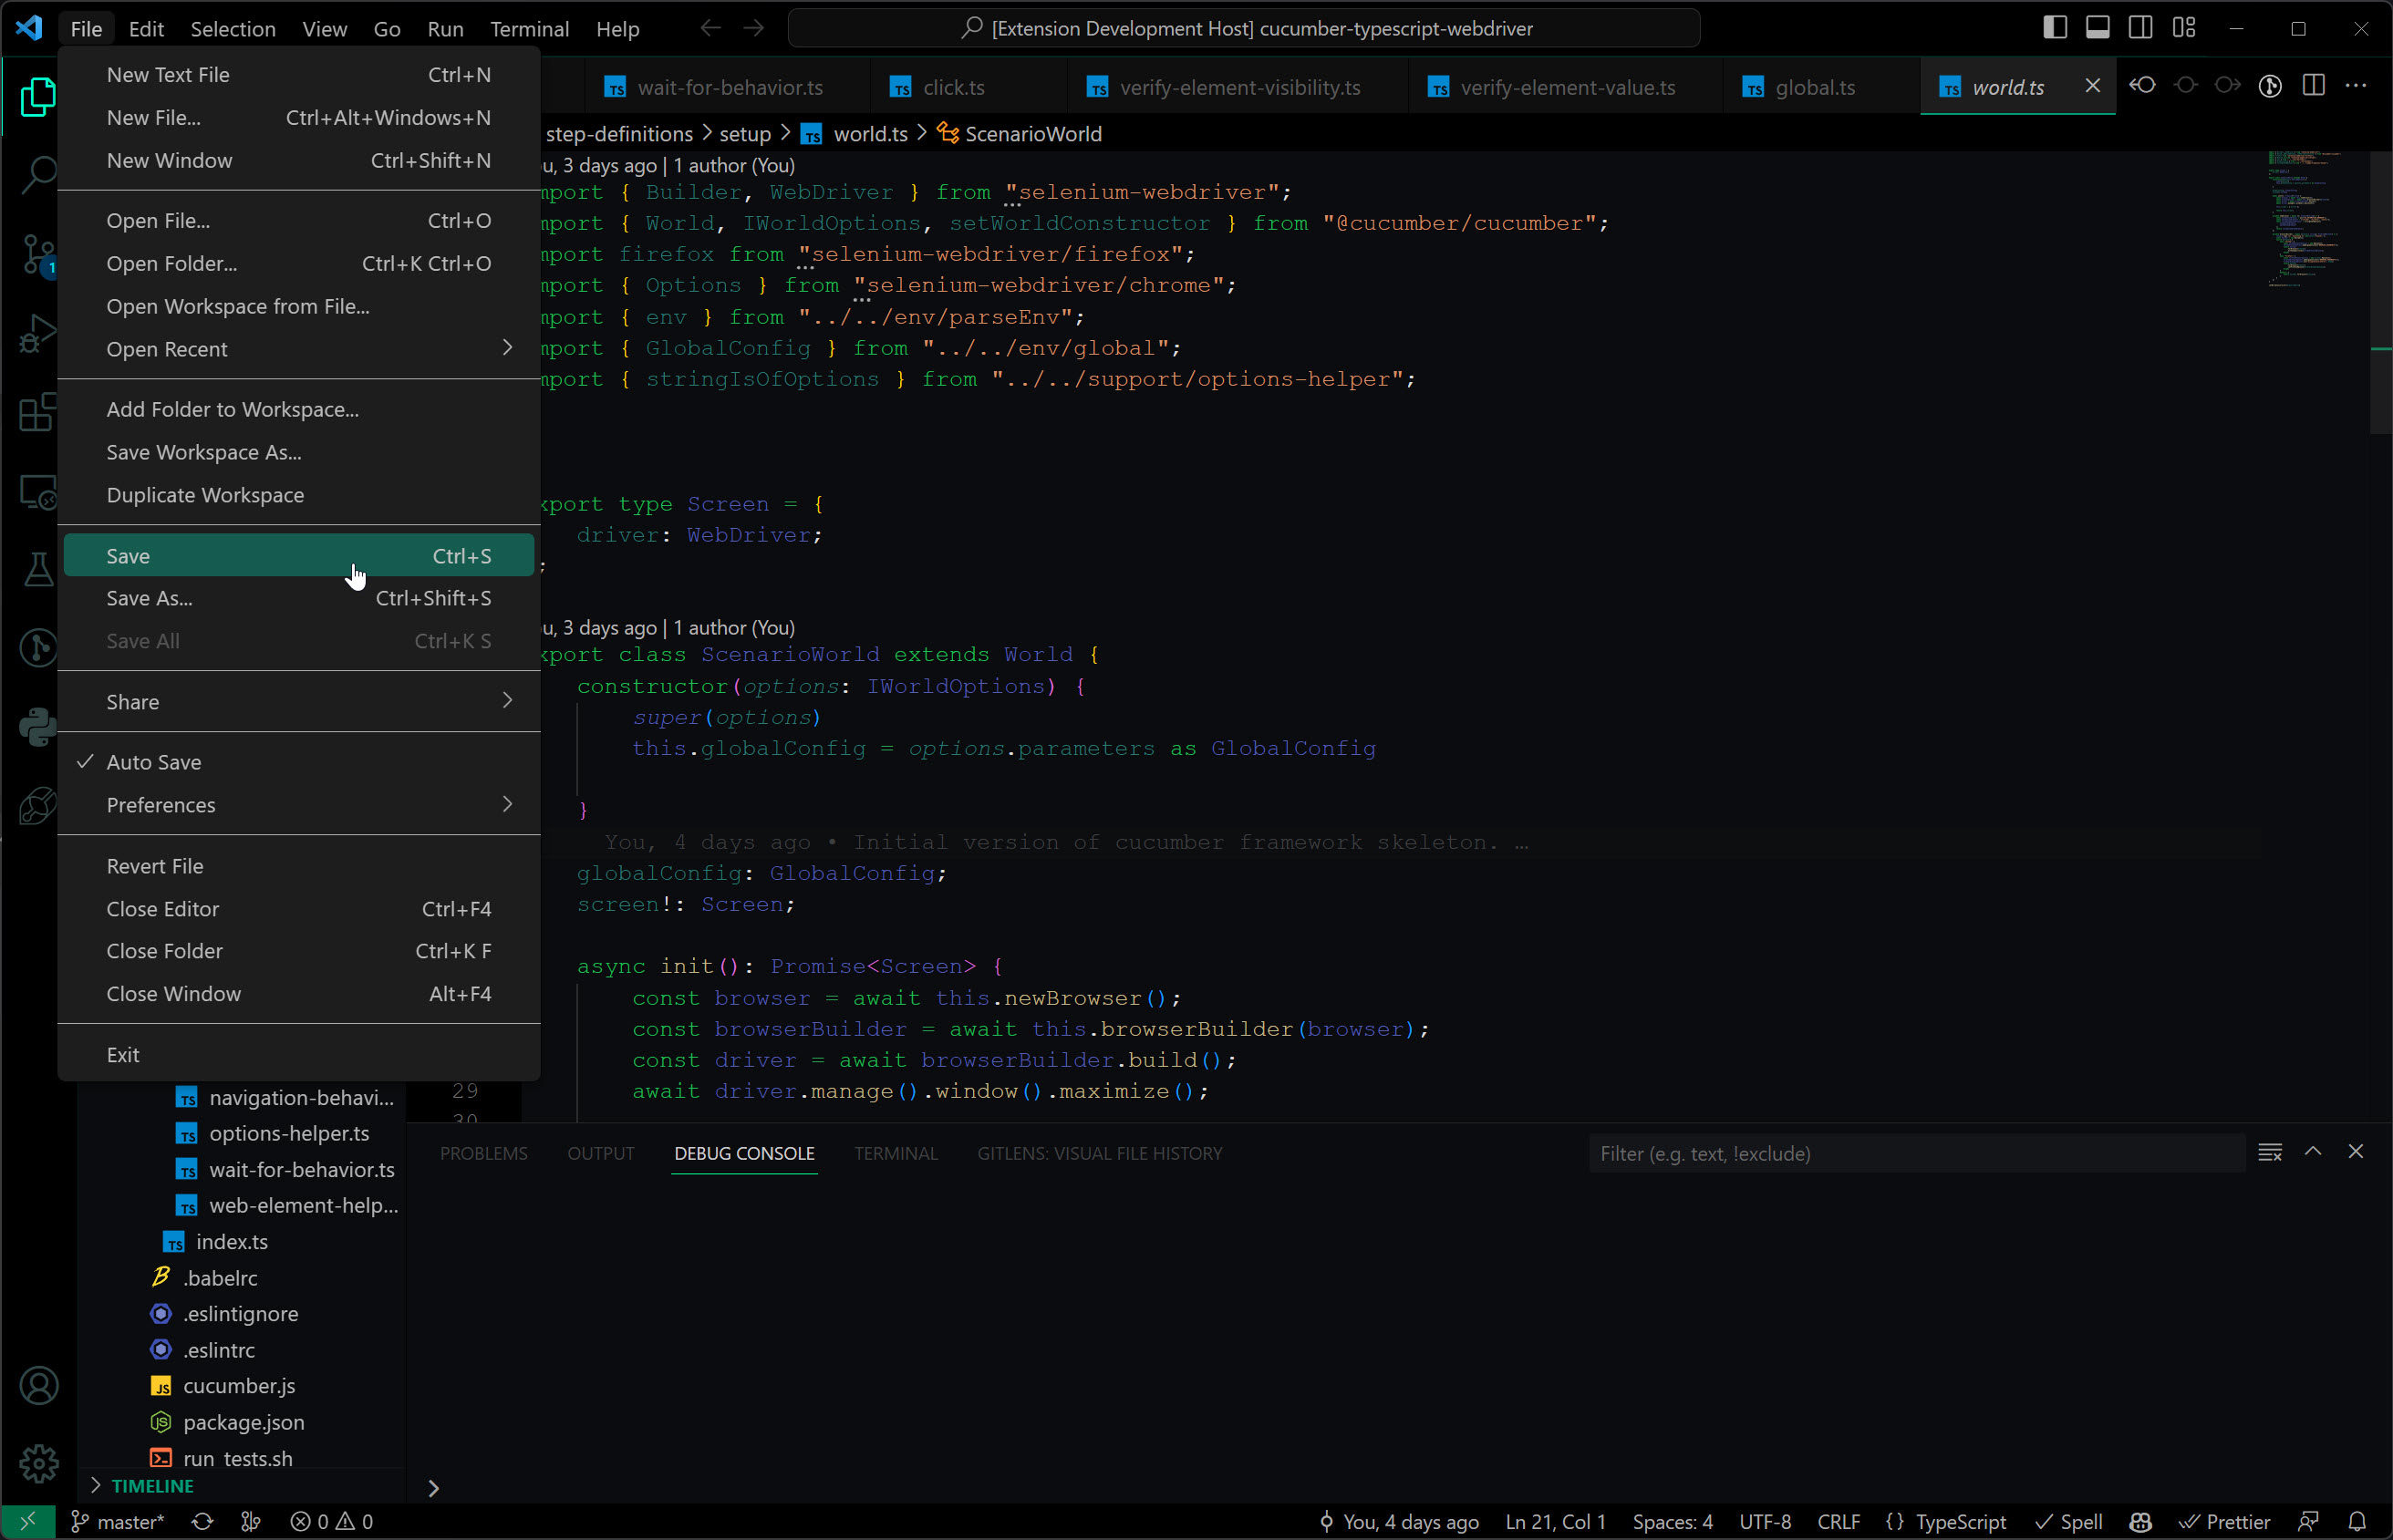 File Edit Selection View Go Run Terminal Help [Extension Development Host] cucumber-typescript-webdriver
New Text File Ctrl+N
New File... Ctrl+Alt+Windows+N
New Window Ctrl+Shift+N
Open File... Ctrl+O
Open Folder... Ctrl+K Ctrl+O
Open Workspace from File...
Open Recent
Add Folder to Workspace...
Save Workspace As...
Duplicate Workspace
Save Ctrl+S
Save As... Ctrl+Shift+S
Save All Ctrl+K S
Share
Auto Save
Preferences
Revert File
Close Editor Ctrl+F4
Close Folder Ctrl+K F
Close Window Alt+F4
Exit
1
TS wait-for-behavior.ts TS click.ts TS verify-element-visibility.ts TS verify-element-value.ts TS global.ts TS world.ts
step-definitions > setup > TS world.ts > ScenarioWorld
u, 3 days ago | 1 author (You)
mport { Builder, WebDriver } from "selenium-webdriver";
mport { World, IWorldOptions, setWorldConstructor } from "@cucumber/cucumber";
mport firefox from "selenium-webdriver/firefox";
mport { Options } from "selenium-webdriver/chrome";
mport { env } from "../../env/parseEnv";
mport { GlobalConfig } from "../../env/global";
mport { stringIsOfOptions } from "../../support/options-helper";
xport type Screen = {
driver: WebDriver;
;
u, 3 days ago | 1 author (You)
xport class ScenarioWorld extends World {
constructor(options: IWorldOptions) {
super(options)
this.globalConfig = options.parameters as GlobalConfig
}
You, 4 days ago • Initial version of cucumber framework skeleton. …
globalConfig: GlobalConfig;
screen!: Screen;
async init(): Promise<Screen> {
const browser = await this.newBrowser();
const browserBuilder = await this.browserBuilder(browser);
const driver = await browserBuilder.build();
29 await driver.manage().window().maximize();
30
TS navigation-behavi...
TS options-helper.ts
TS wait-for-behavior.ts
TS web-element-help...
TS index.ts
.babelrc
.eslintignore
.eslintrc
JS cucumber.js
package.json
run_tests.sh
TIMELINE
PROBLEMS OUTPUT DEBUG CONSOLE TERMINAL GITLENS: VISUAL FILE HISTORY Filter (e.g. text, !exclude)
master* 0 0 You, 4 days ago Ln 21, Col 1 Spaces: 4 UTF-8 CRLF {} TypeScript Spell Prettier